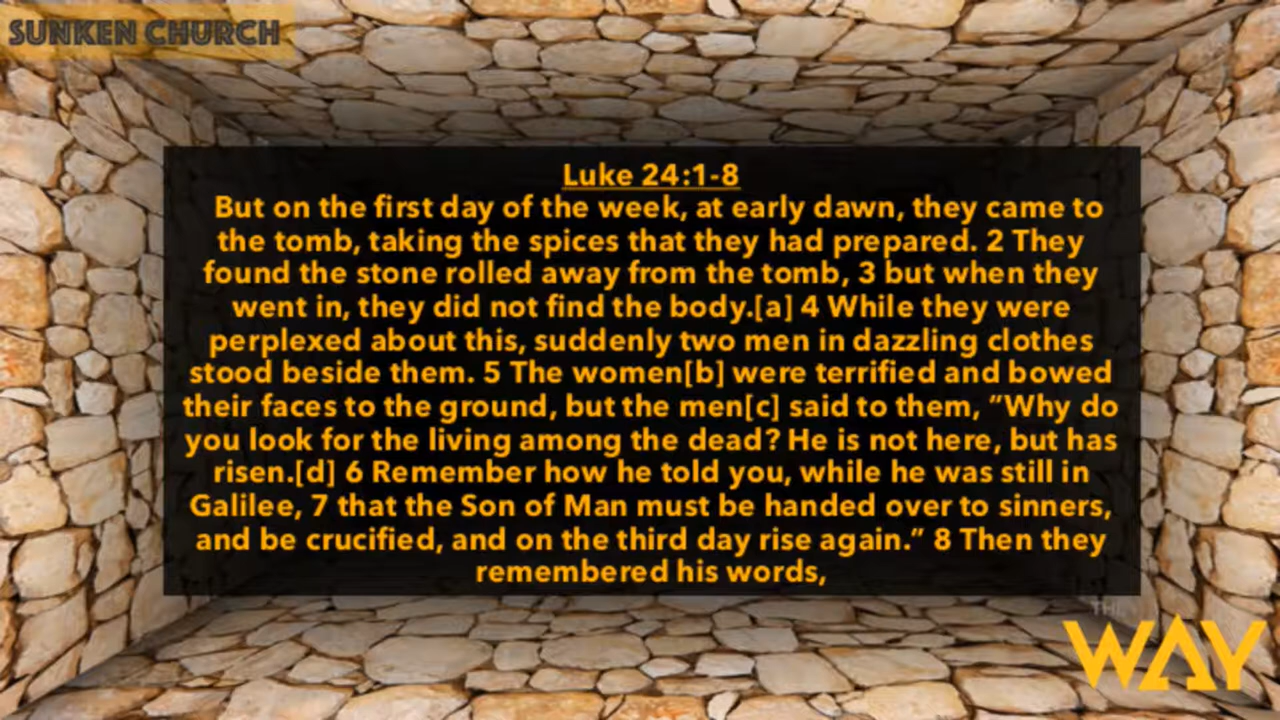 SUNKEN CHURCH
Luke 24:1-8
But on the first day of the week, at early dawn, they came to
the tomb, taking the spices that they had prepared. 2 They
found the stone rolled away from the tomb, 3 but when they
went in, they did not find the body.[a] 4 While they were
perplexed about this, suddenly two men in dazzling clothes
stood beside them. 5 The women[b] were terrified and bowed
their faces to the ground, but the men[c] said to them, “Why do
you look for the living among the dead? He is not here, but has
risen.[d] 6 Remember how he told you, while he was still in
Galilee, 7 that the Son of Man must be handed over to sinners,
and be crucified, and on the third day rise again.” 8 Then they
remembered his words,
THE
WAY